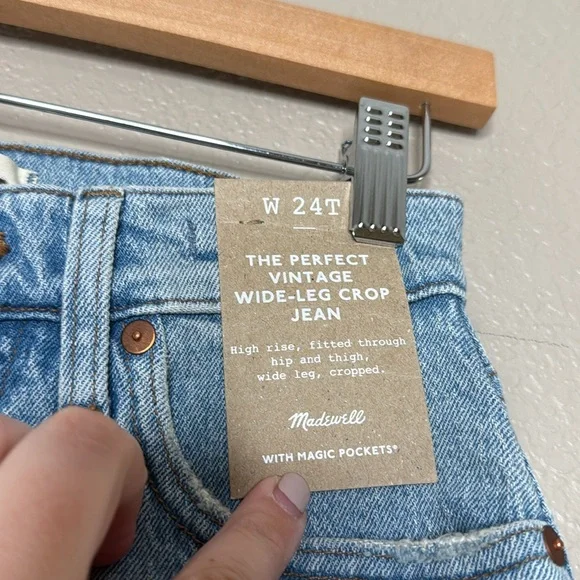 W 24T
THE PERFECT
VINTAGE
WIDE-LEG CROP
JEAN
High rise, fitted through
hip and thigh,
wide leg, cropped.
Madewell
WITH MAGIC POCKETS®